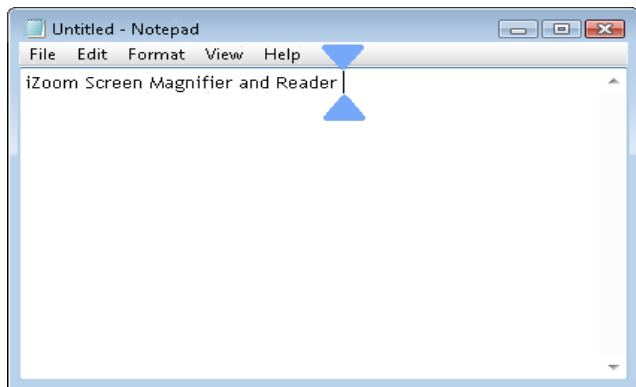 Untitled - Notepad
File Edit Format View Help
iZoom Screen Magnifier and Reader